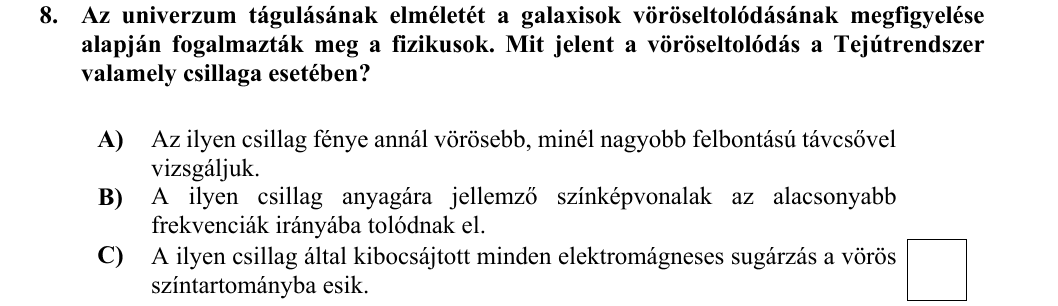 8. Az univerzum tágulásának elméletét a galaxisok vöröseltolódásának megfigyelése
alapján fogalmazták meg a fizikusok. Mit jelent a vöröseltolódás a Tejútrendszer
valamely csillaga esetében?
A) Az ilyen csillag fénye annál vörösebb, minél nagyobb felbontású távcsővel
vizsgáljuk.
B) A ilyen csillag anyagára jellemző színképvonalak az alacsonyabb
frekvenciák irányába tolódnak el.
C) A ilyen csillag által kibocsájtott minden elektromágneses sugárzás a vörös
színtartományba esik.